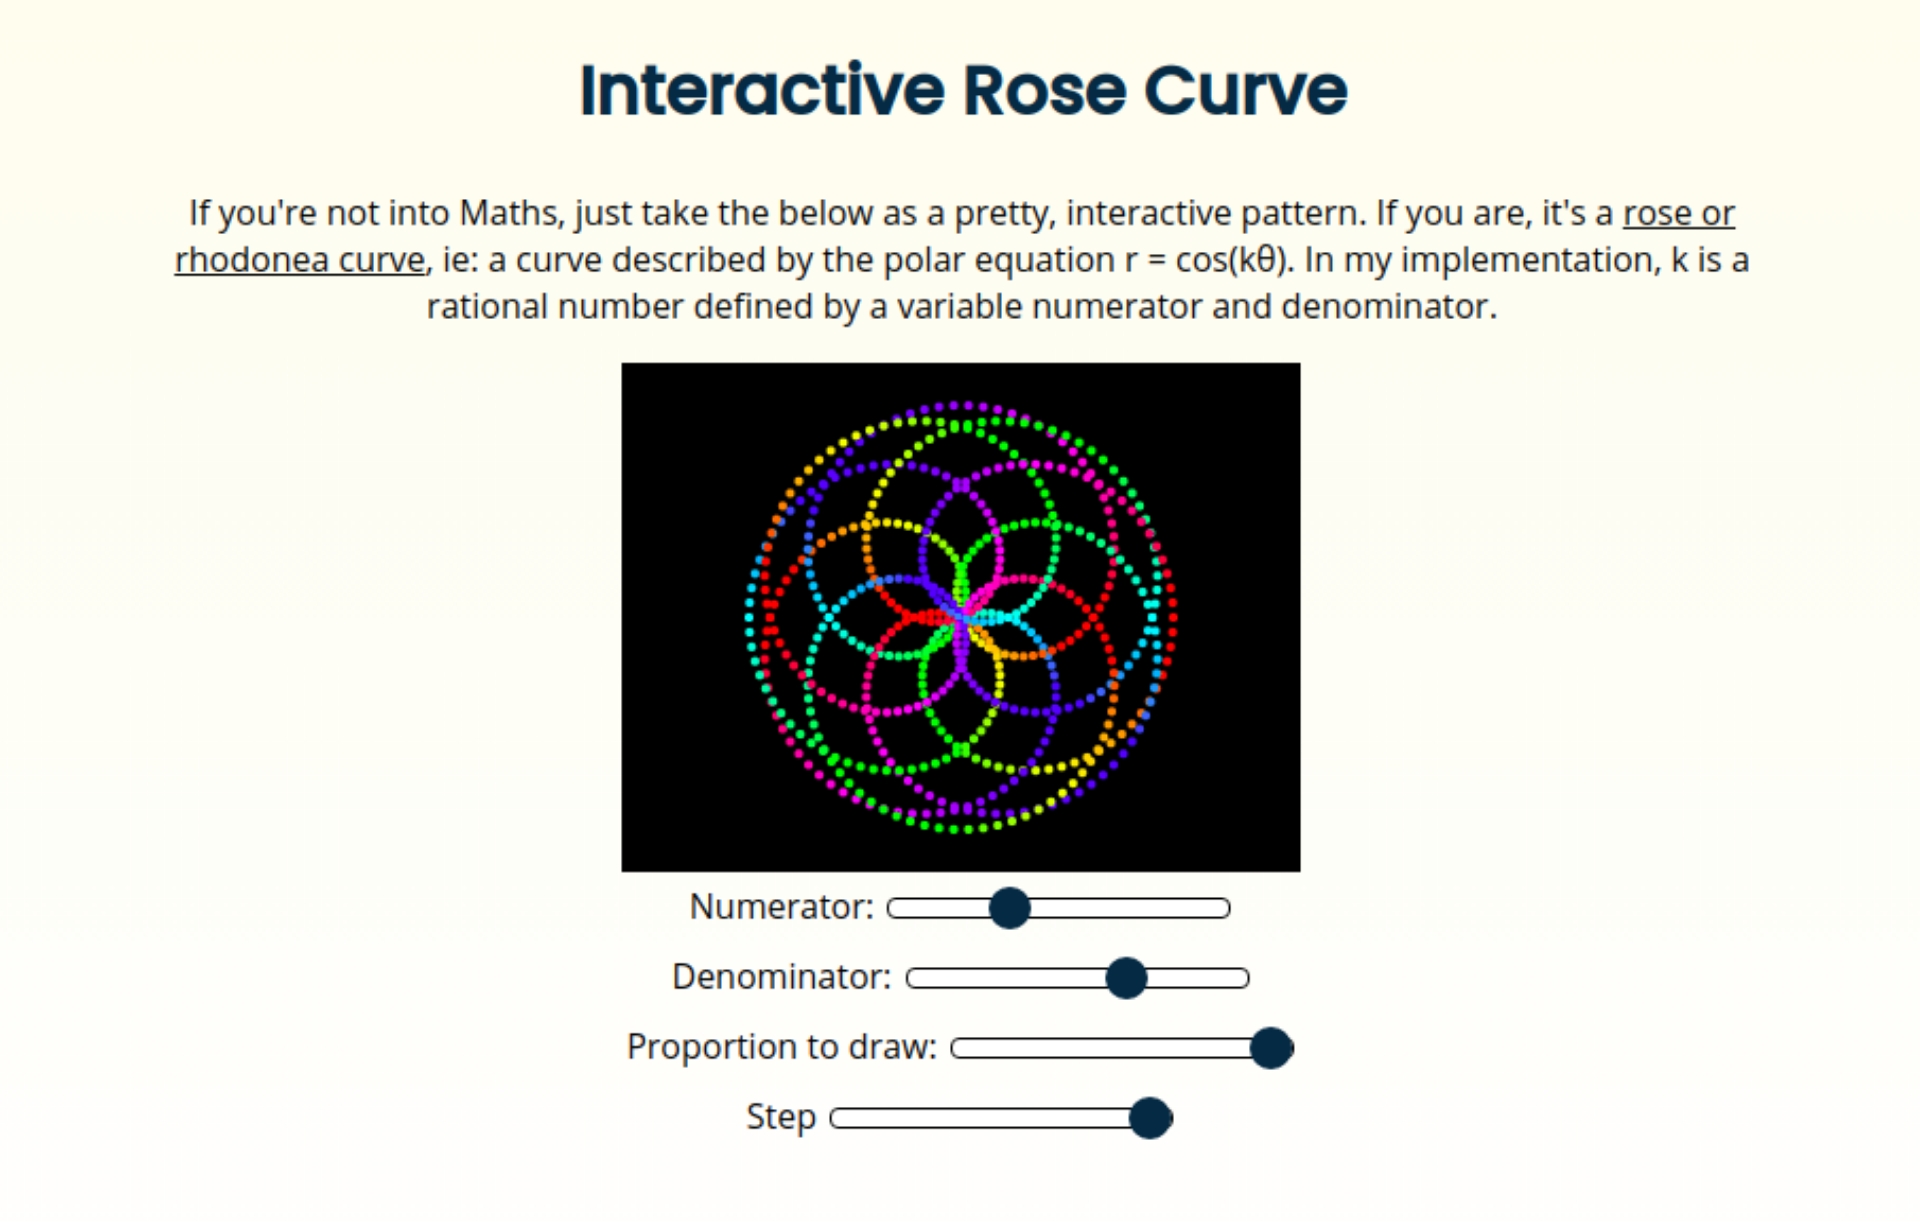 Interactive Rose Curve
If you're not into Maths, just take the below as a pretty, interactive pattern. If you are, it's a rose or
rhodonea curve, ie: a curve described by the polar equation r = cos(kθ). In my implementation, k is a
rational number defined by a variable numerator and denominator.
Numerator:
Denominator:
Proportion to draw:
Step